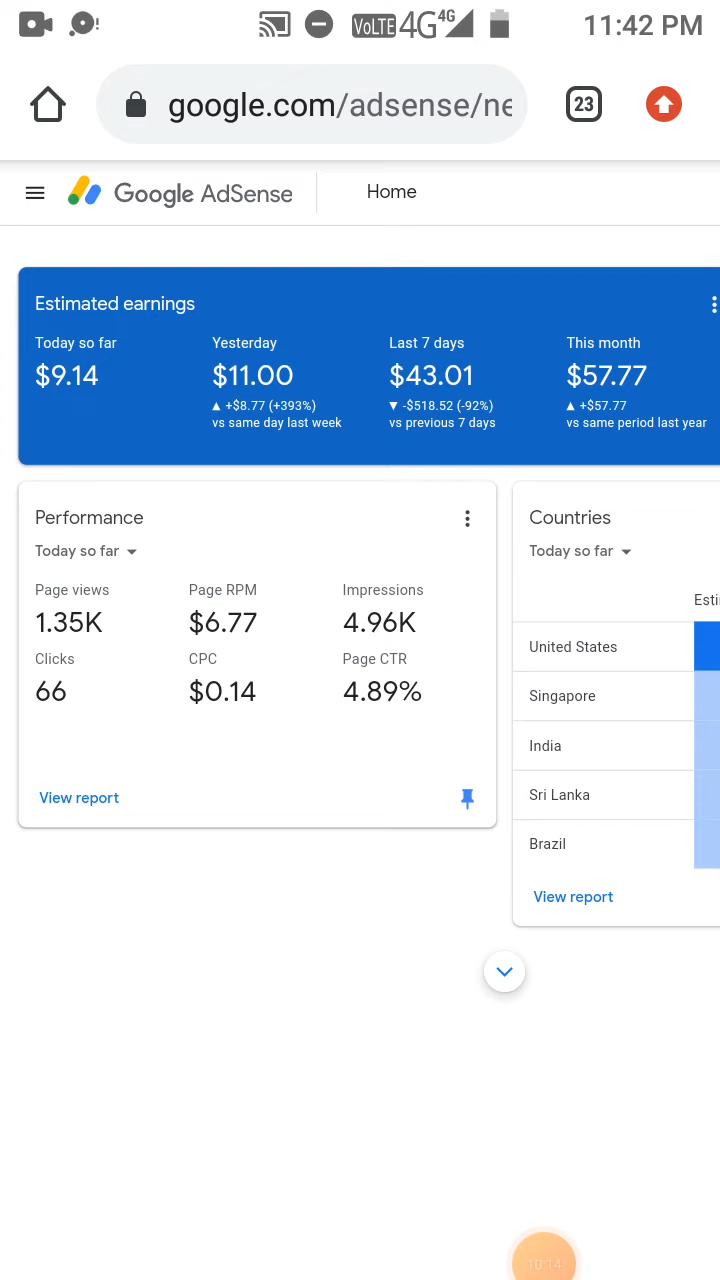 VoLTE 4G 4G 11:42 PM
google.com/adsense/ne 23
Google AdSense Home
Estimated earnings
Today so far Yesterday Last 7 days This month
$9.14 $11.00 $43.01 $57.77
▲ +$8.77 (+393%) ▼ -$518.52 (-92%) ▲ +$57.77
vs same day last week vs previous 7 days vs same period last year
Performance
Today so far
Page views Page RPM Impressions
1.35K $6.77 4.96K
Clicks CPC Page CTR
66 $0.14 4.89%
View report
Countries
Today so far
Esti
United States
Singapore
India
Sri Lanka
Brazil
View report
10:14